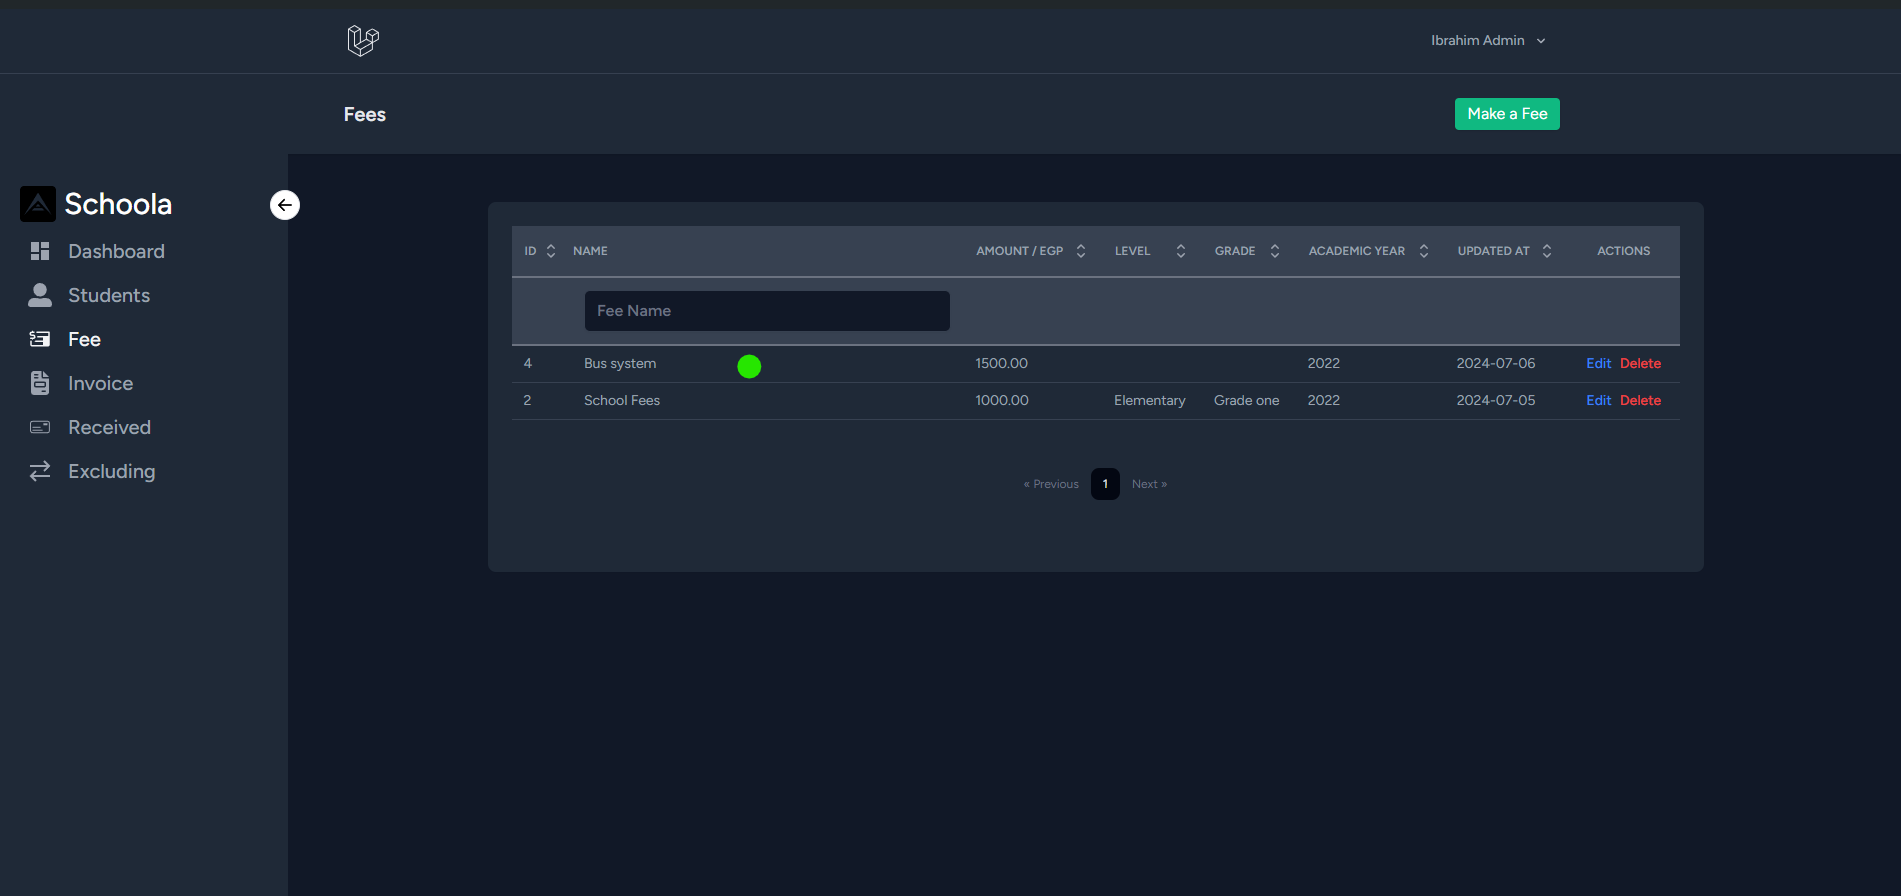 Ibrahim Admin
Fees
Make a Fee
Schoola
Dashboard
Students
Fee
Invoice
Received
Excluding
ID NAME AMOUNT / EGP LEVEL GRADE ACADEMIC YEAR UPDATED AT ACTIONS
Fee Name
4 Bus system 1500.00 2022 2024-07-06 Edit Delete
2 School Fees 1000.00 Elementary Grade one 2022 2024-07-05 Edit Delete
« Previous 1 Next »